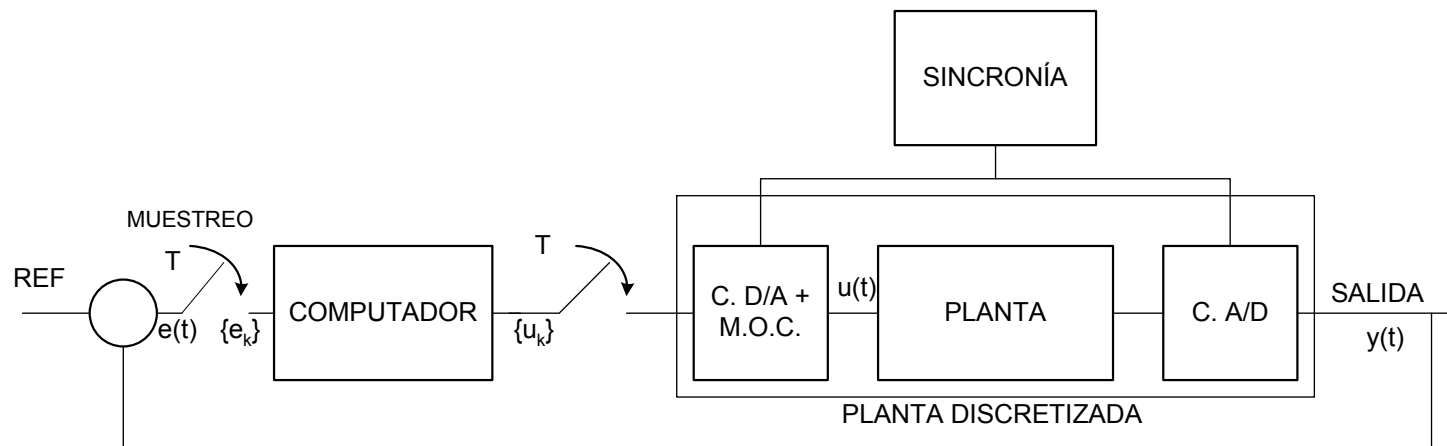 SINCRONÍA
MUESTREO
T
REF
e(t)
{e_k}
COMPUTADOR
{u_k}
T
C. D/A +
M.O.C.
u(t)
PLANTA
C. A/D
SALIDA
y(t)
PLANTA DISCRETIZADA